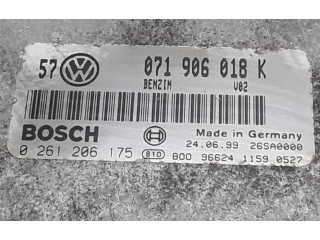 57 VW 071 906 018 K
BENZIN V02
BOSCH Made in Germany
24.06.99 26SA0000
0 261 206 175 810 B00 96624 1159 0527